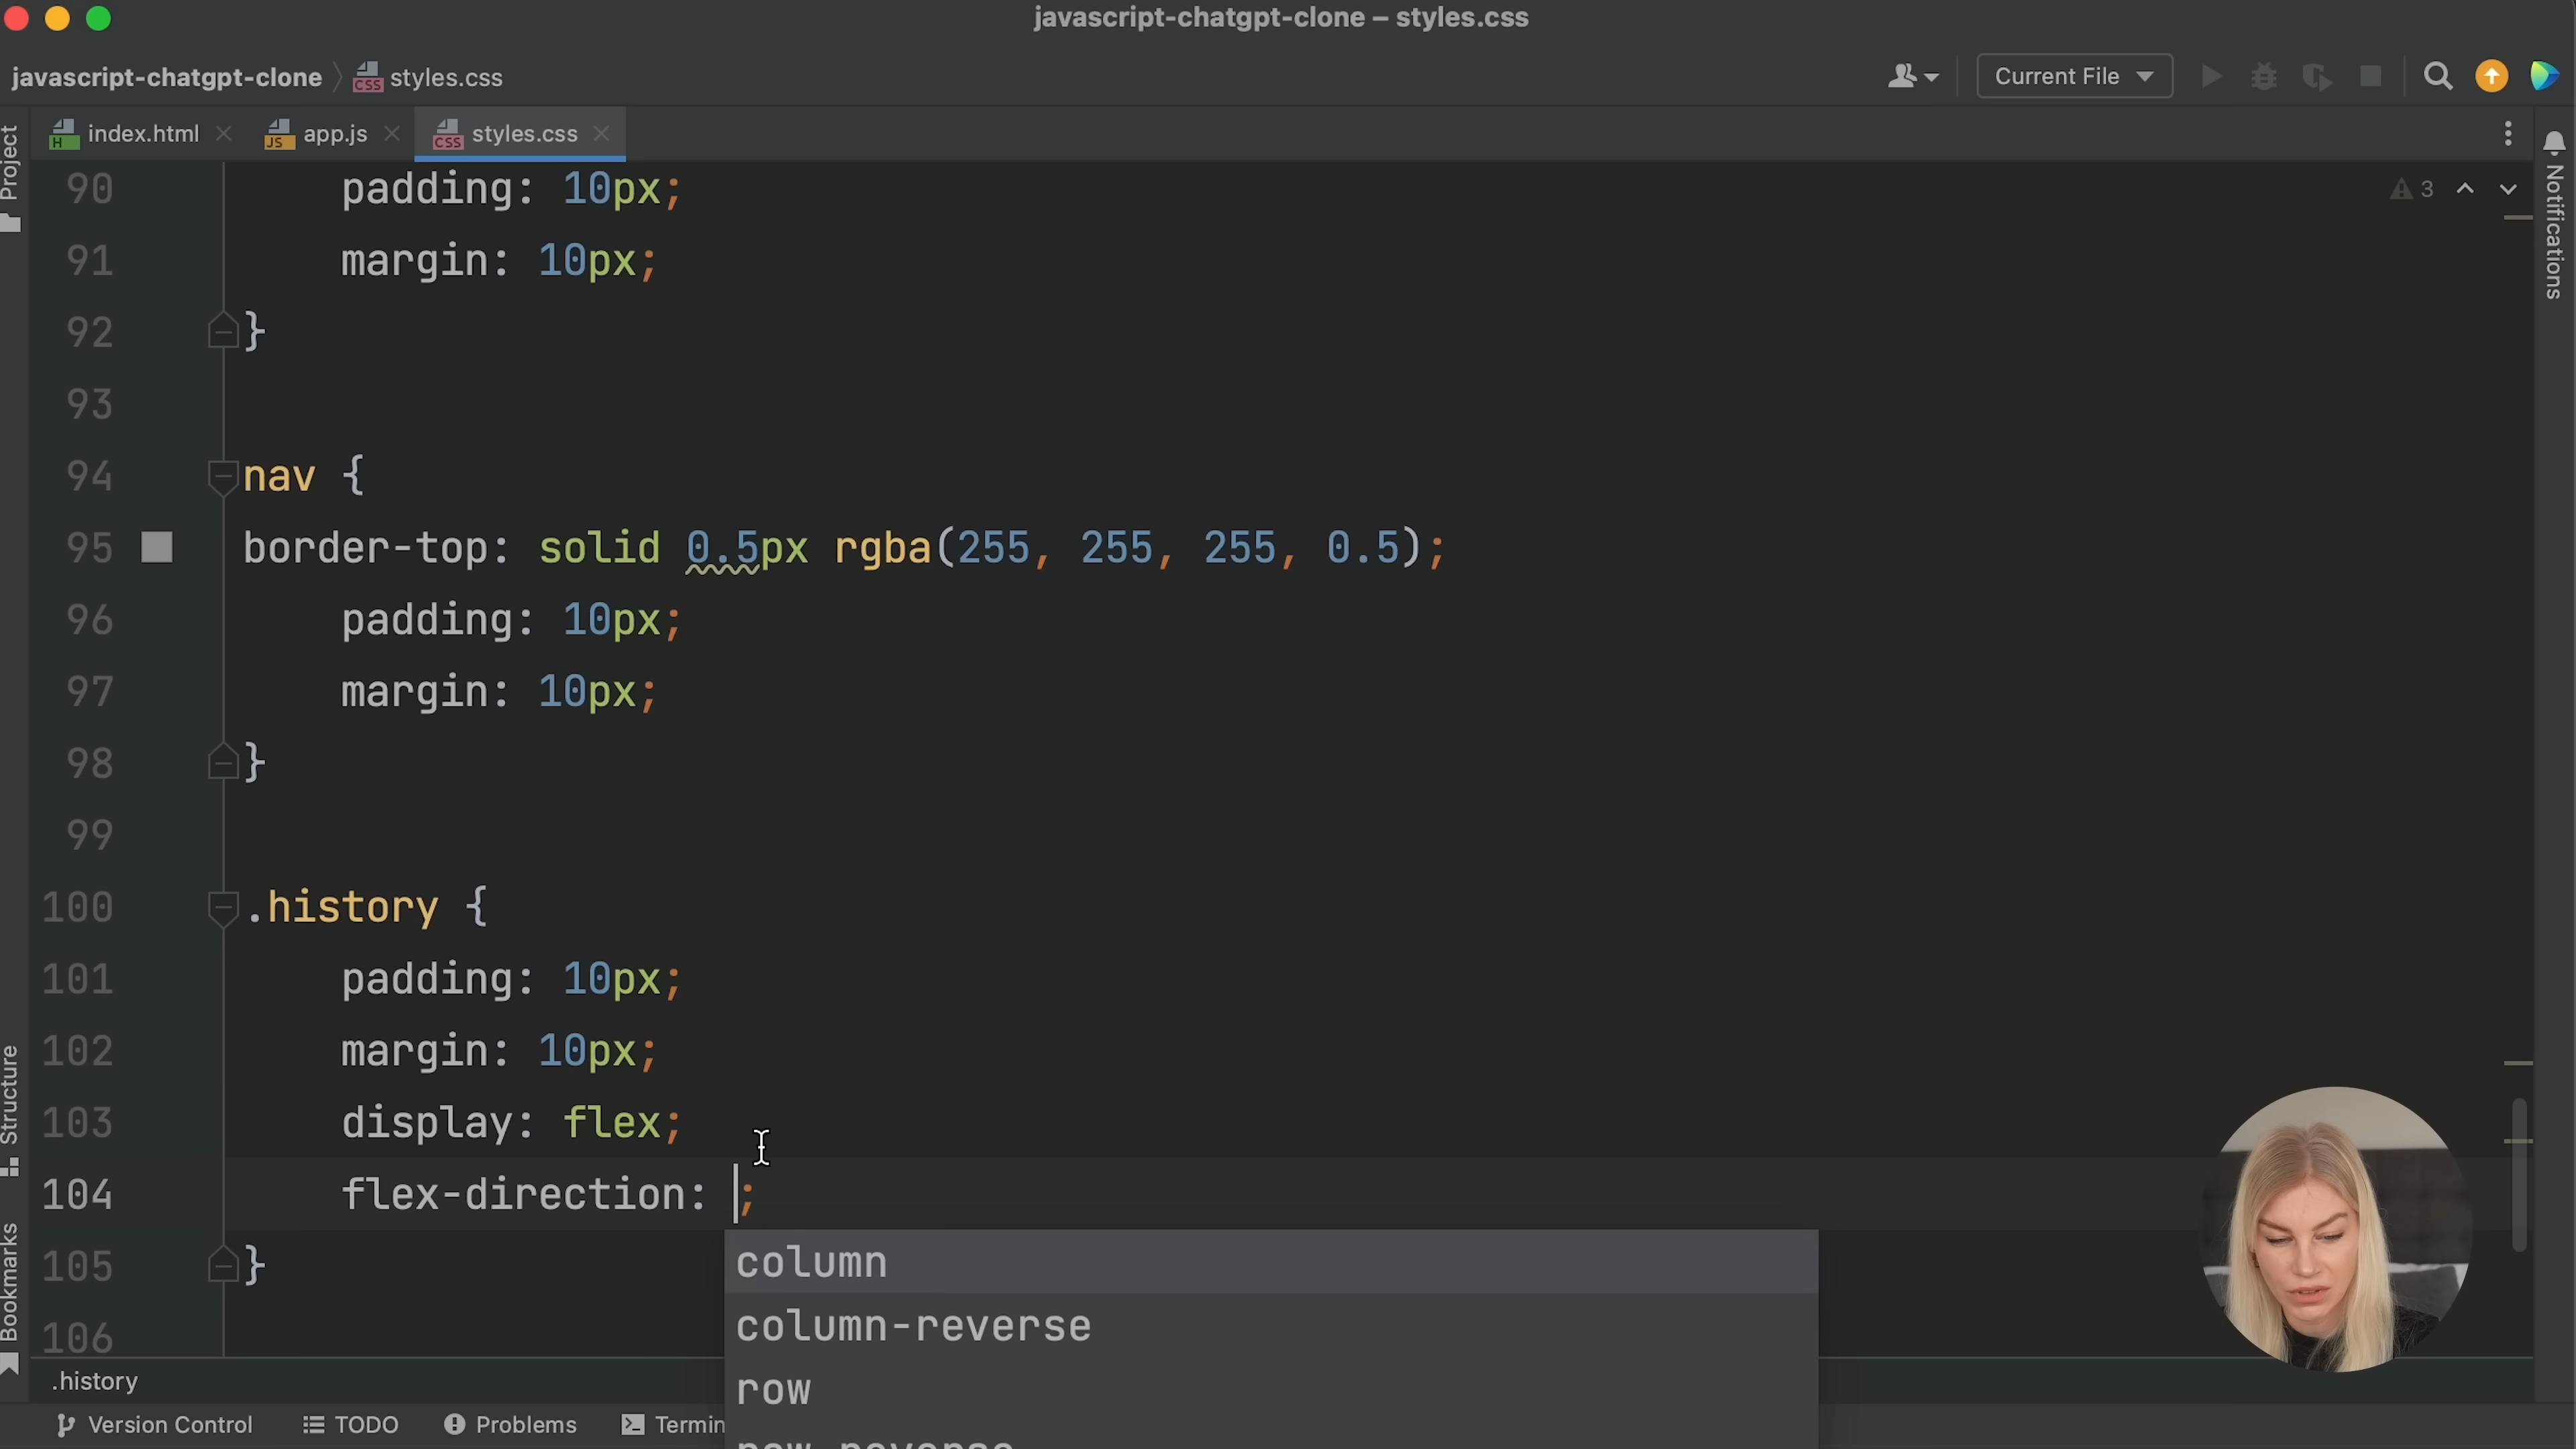 javascript-chatgpt-clone – styles.css
javascript-chatgpt-clone
styles.css
Current File
index.html
app.js
styles.css
Project
Notifications
3
90 padding: 10px;
91 margin: 10px;
92 }
93
94 nav {
95 border-top: solid 0.5px rgba(255, 255, 255, 0.5);
96 padding: 10px;
97 margin: 10px;
98 }
99
100 .history {
101 padding: 10px;
102 margin: 10px;
103 display: flex;
104 flex-direction: ;
105 }
106
column
column-reverse
row
row-reverse
Structure
Bookmarks
.history
Version Control
TODO
Problems
Termin